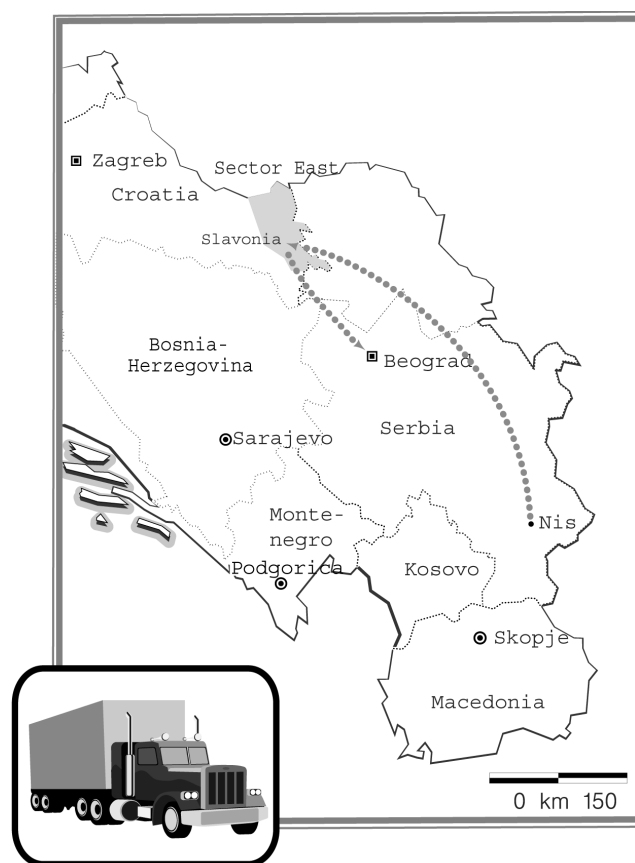 Zagreb
Sector East
Croatia
Slavonia
Bosnia-
Herzegovina
Beograd
Sarajevo
Serbia
Monte-
negro
Nis
Podgorica
Kosovo
Skopje
Macedonia
0 km 150